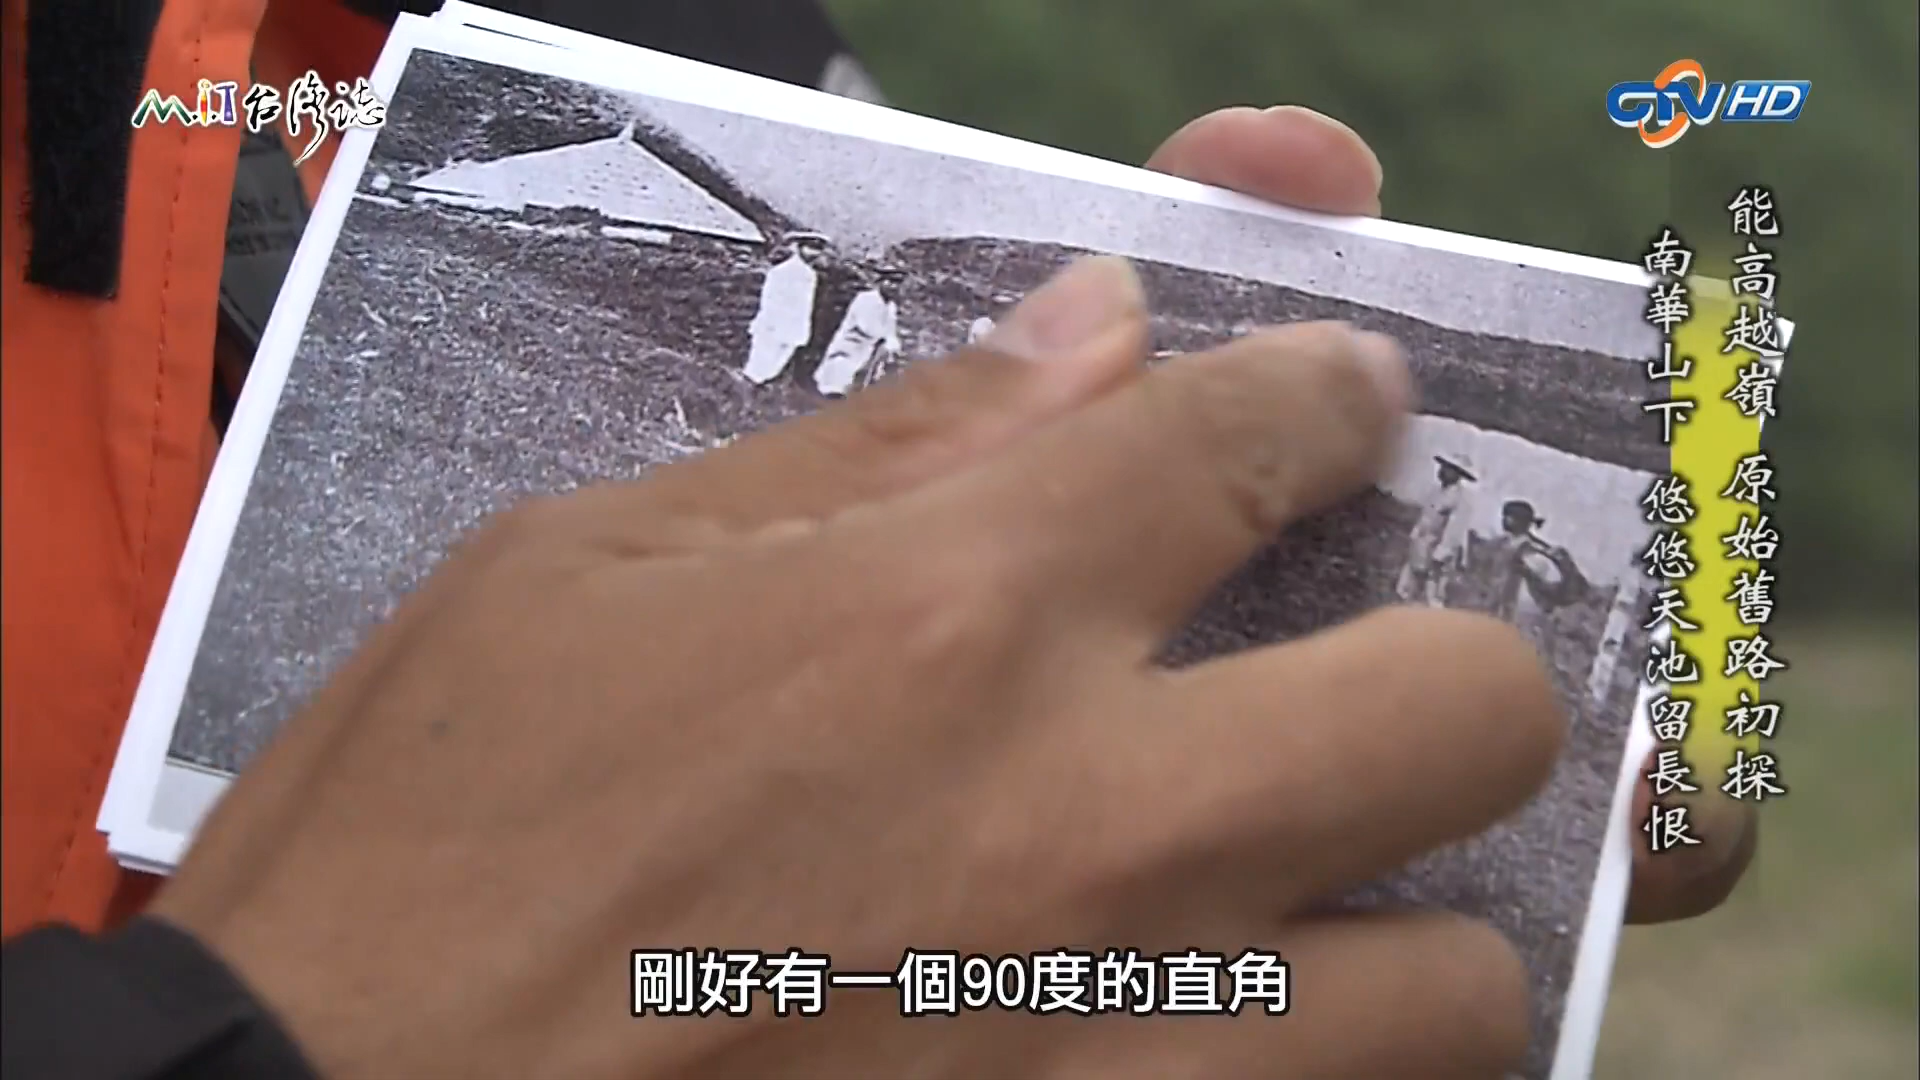 M.iT台灣誌
CTV HD
能高越嶺 原始舊路初探
南華山下 悠悠天池留長恨
剛好有一個90度的直角